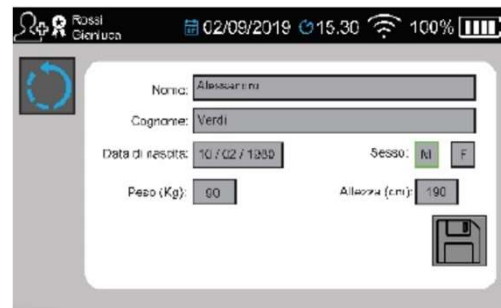 Rossi
Gianluca
02/09/2019 15.30 100%
Nome: Alessandro
Cognome: Verdi
Data di nascita: 10 / 02 / 1980 Sesso: M F
Peso (Kg): 90 Altezza (cm): 190